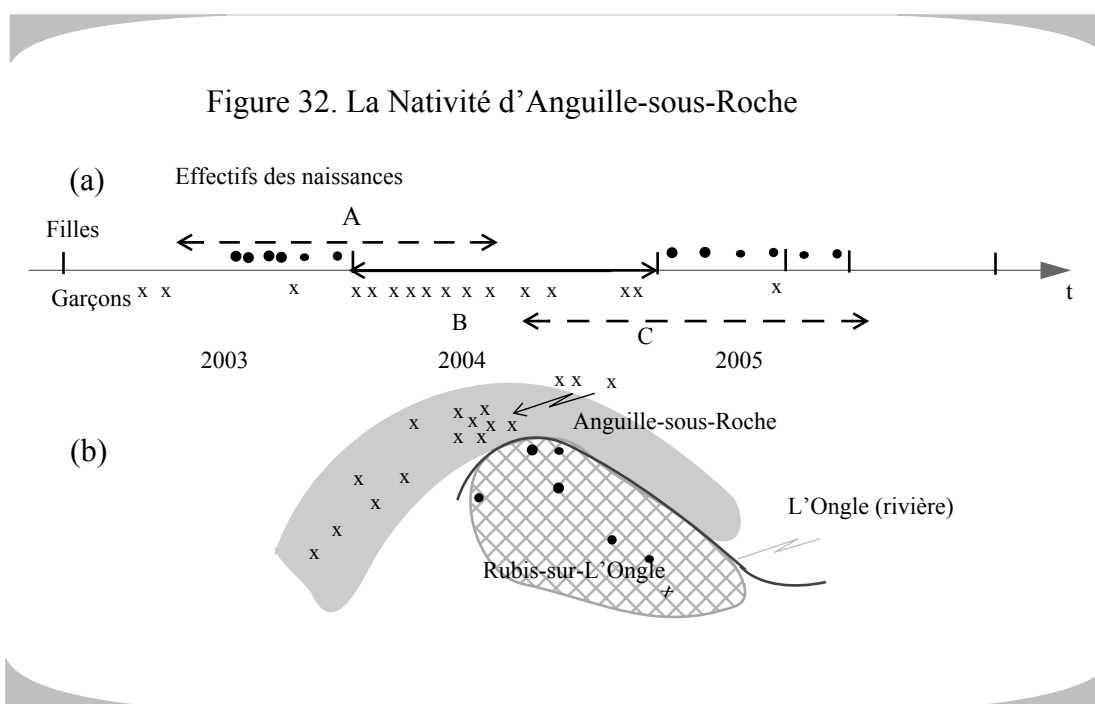 Figure 32. La Nativité d’Anguille-sous-Roche
(a)
Effectifs des naissances
A
Filles
Garçons
x x x x x x x x x x x x x x x x x x
t
B
C
2003 2004 2005
x x x
(b)
Anguille-sous-Roche
x x x x x x x x x x x x x x
L’Ongle (rivière)
Rubis-sur-L’Ongle
x